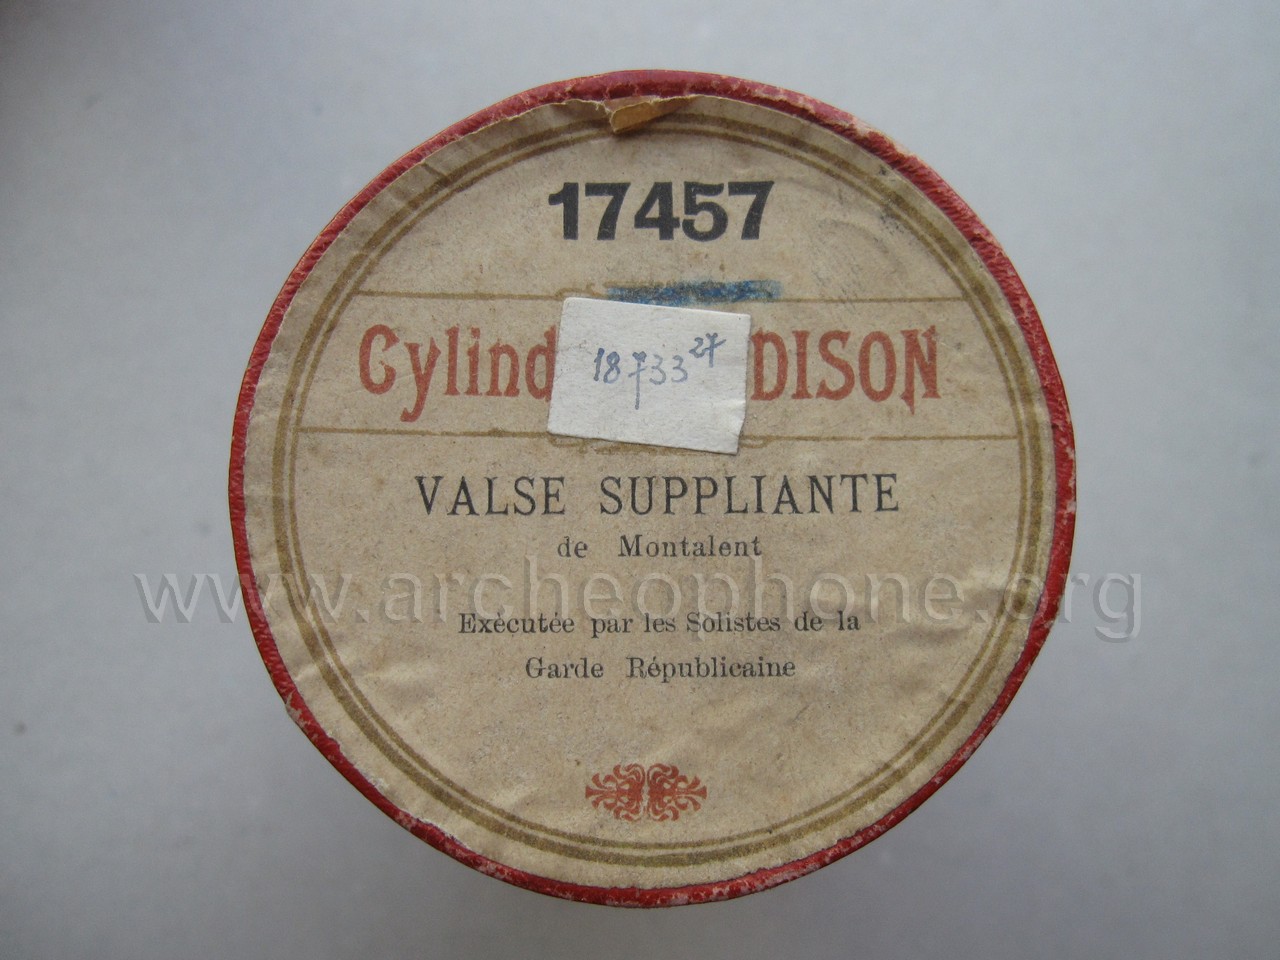 17457
Cylind DISON
18733 27
VALSE SUPPLIANTE
de Montalent
www.archeophone.org
Exécutée par les Solistes de la
Garde Républicaine